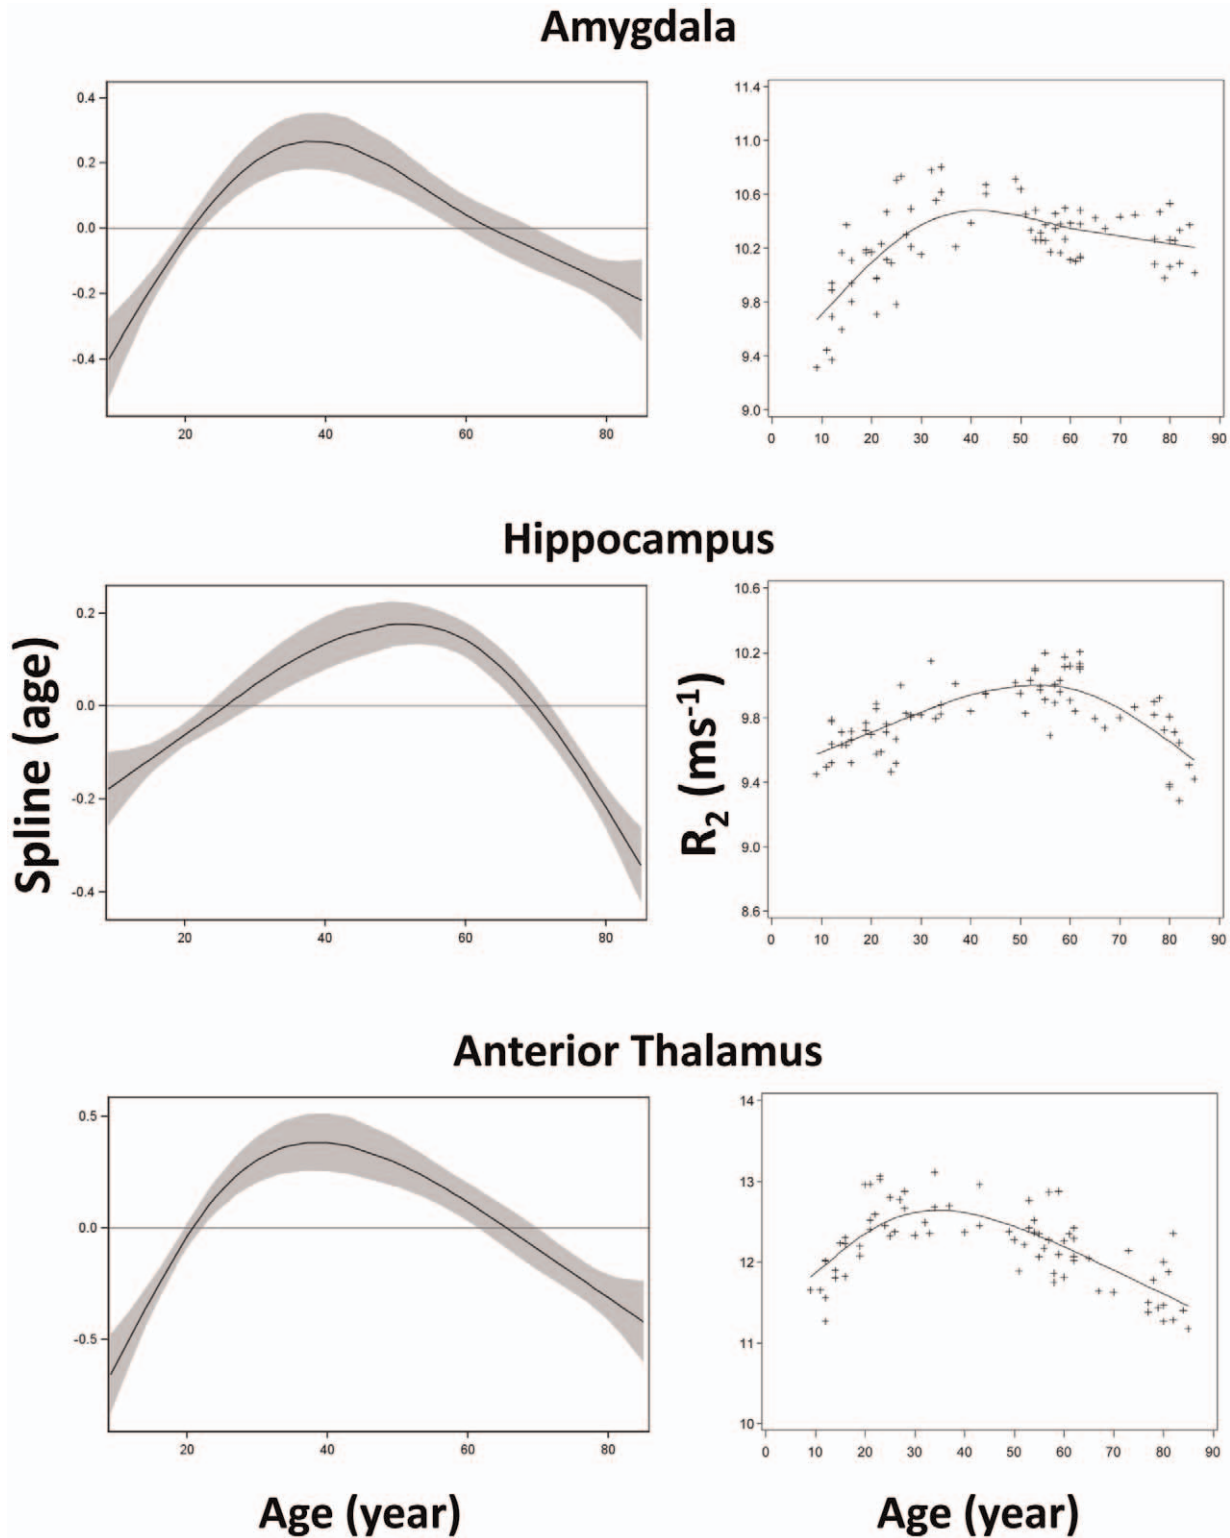 Amygdala
0.4
0.2
0.0
-0.2
-0.4
20 40 60 80
11.4
11.0
10.6
10.2
9.8
9.4
9.0
0 10 20 30 40 50 60 70 80 90
Hippocampus
Spline (age)
0.2
0.0
-0.2
-0.4
20 40 60 80
R₂ (ms⁻¹)
10.6
10.2
9.8
9.4
9.0
8.6
0 10 20 30 40 50 60 70 80 90
Anterior Thalamus
0.5
0.0
-0.5
20 40 60 80
14
13
12
11
10
0 10 20 30 40 50 60 70 80 90
Age (year) Age (year)